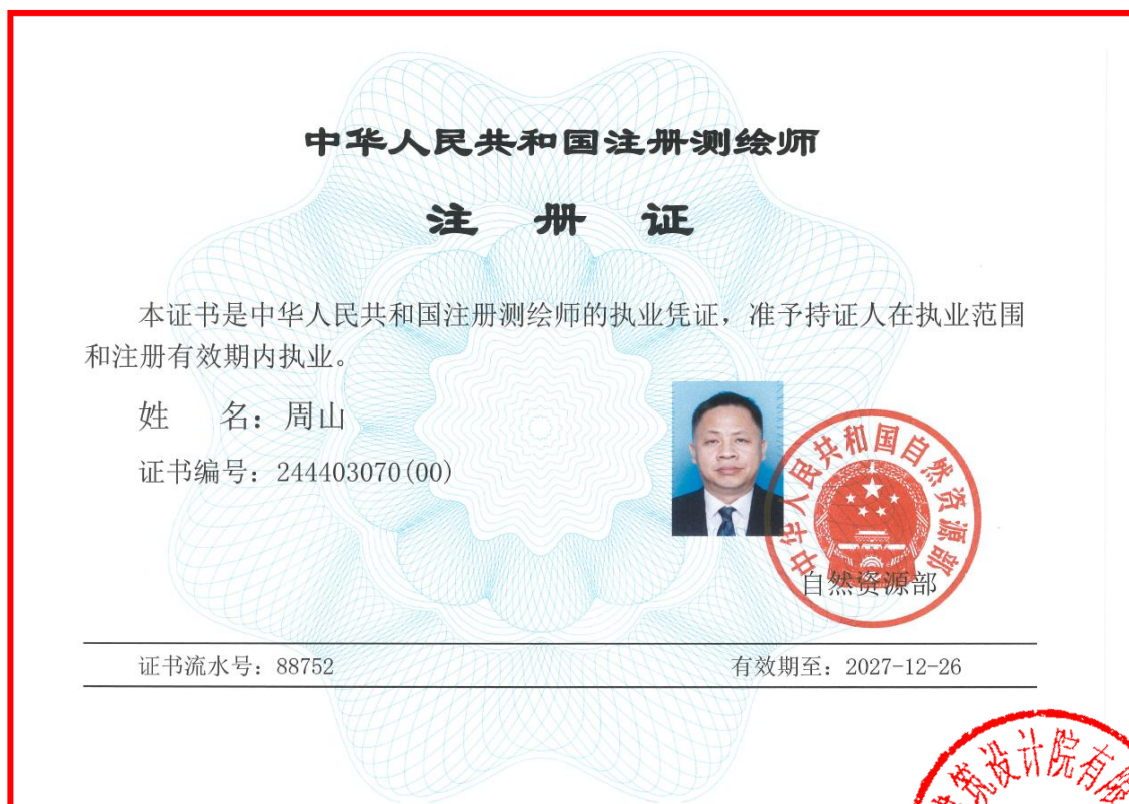 中华人民共和国注册测绘师
注 册 证
本证书是中华人民共和国注册测绘师的执业凭证，准予持证人在执业范围
和注册有效期内执业。
姓 名：周山
证书编号：244403070(00)
中华人民共和国自然资源部
自然资源部
证书流水号：88752
有效期至：2027-12-26
筑设计院有限